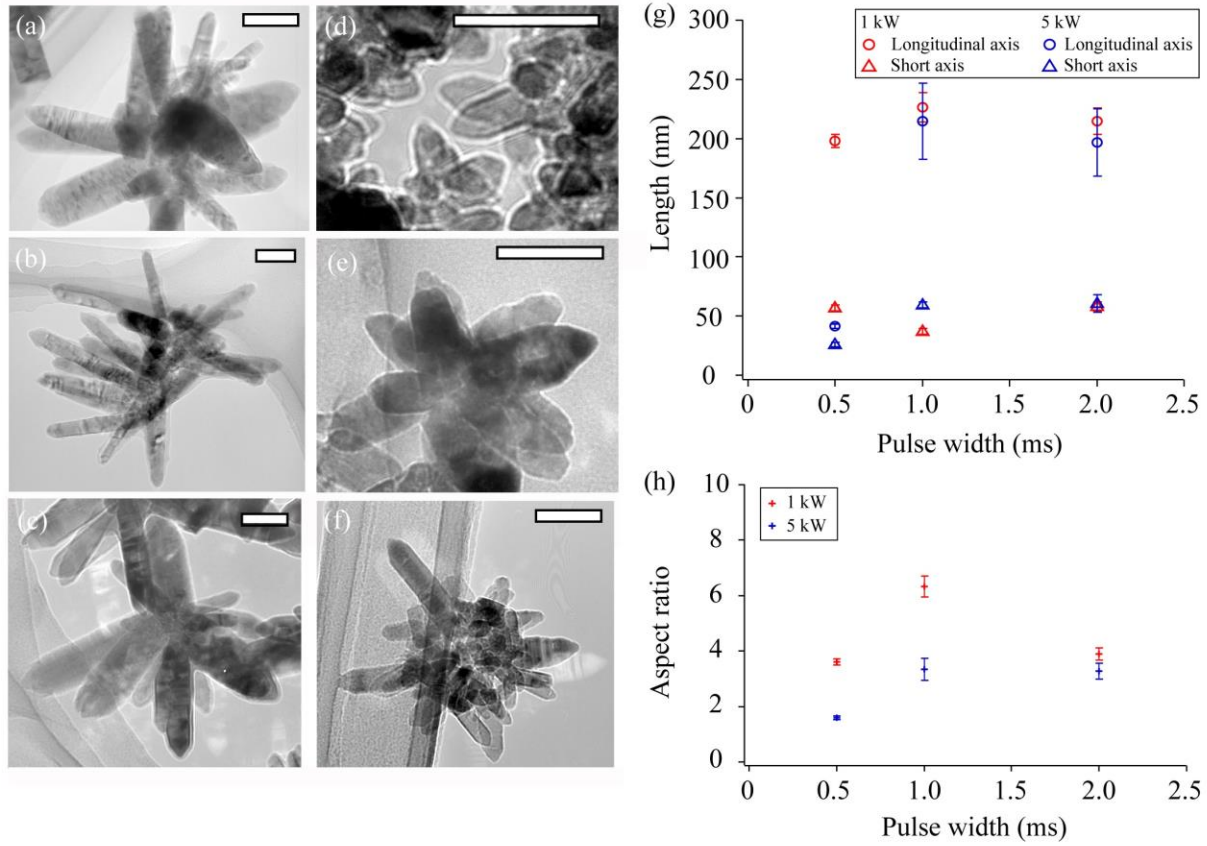 (a)
(b)
(c)
(d)
(e)
(f)
(g)
1 kW 5 kW
Longitudinal axis Longitudinal axis
Short axis Short axis
300
250
200
150
100
50
0
Length (nm)
0 0.5 1.0 1.5 2.0 2.5
Pulse width (ms)
(h)
1 kW
5 kW
10
8
6
4
2
0
Aspect ratio
0 0.5 1.0 1.5 2.0 2.5
Pulse width (ms)